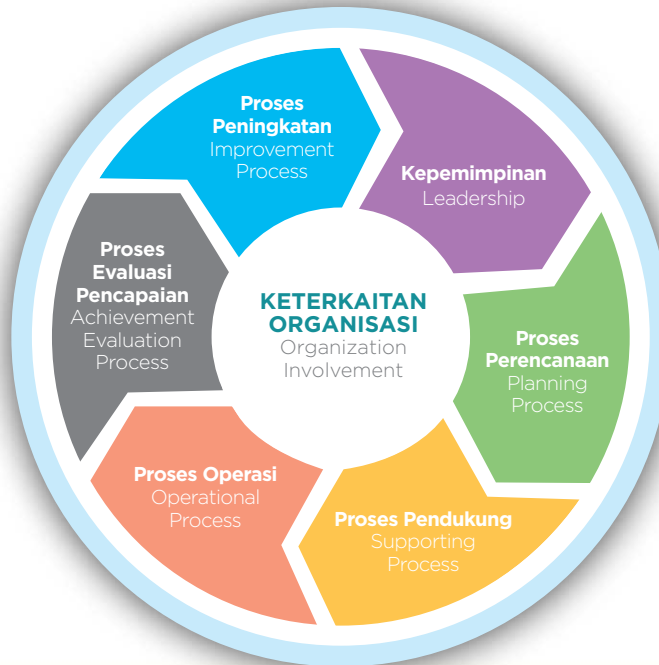 Proses
Peningkatan
Improvement
Process
Kepemimpinan
Leadership
Proses
Perencanaan
Planning
Process
Proses Pendukung
Supporting
Process
Proses Operasi
Operational
Process
Proses
Evaluasi
Pencapaian
Achievement
Evaluation
Process
KETERKAITAN
ORGANISASI
Organization
Involvement